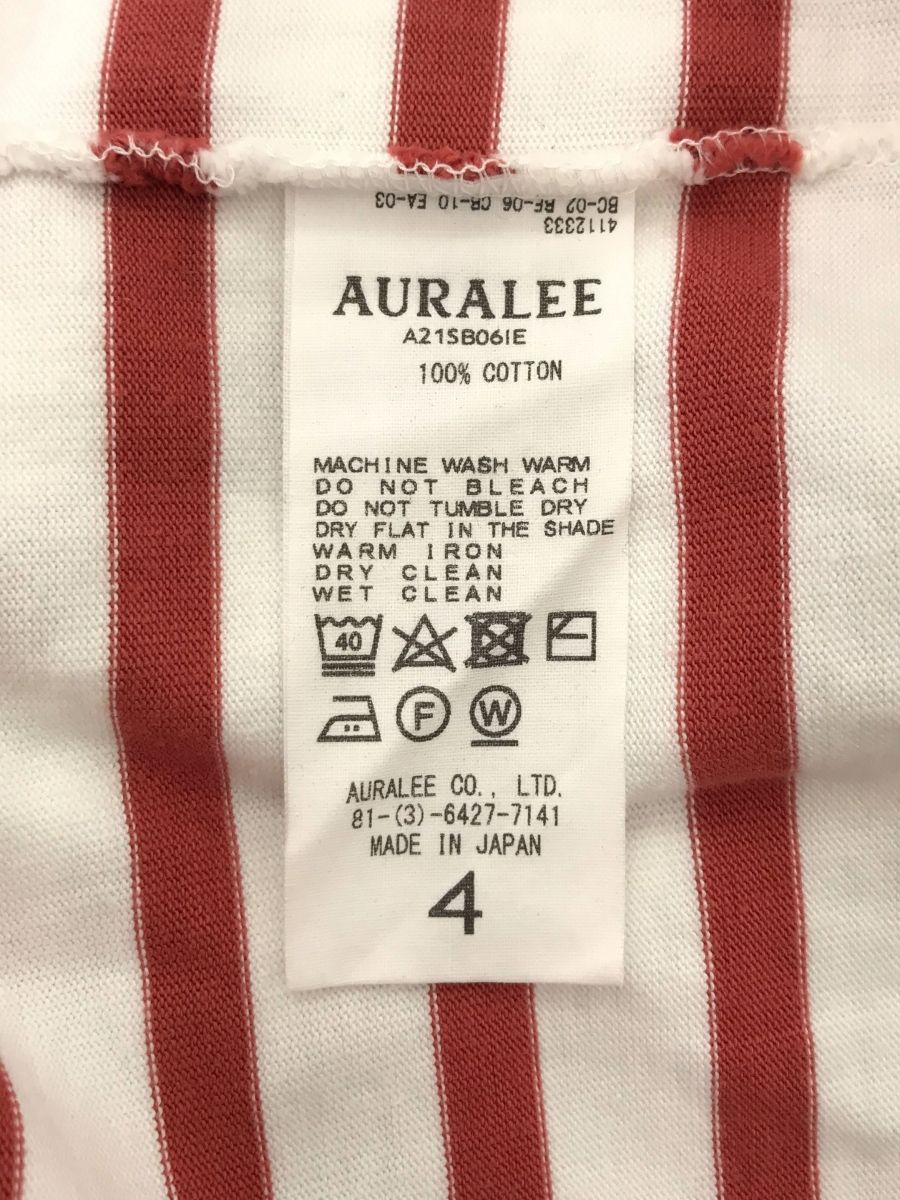 BC-02 RF-06 CR-10 EA-03
4112333
AURALEE
A21SB06IE
100% COTTON
MACHINE WASH WARM
DO NOT BLEACH
DO NOT TUMBLE DRY
DRY FLAT IN THE SHADE
WARM IRON
DRY CLEAN
WET CLEAN
40
F W
AURALEE CO., LTD.
81-(3)-6427-7141
MADE IN JAPAN
4